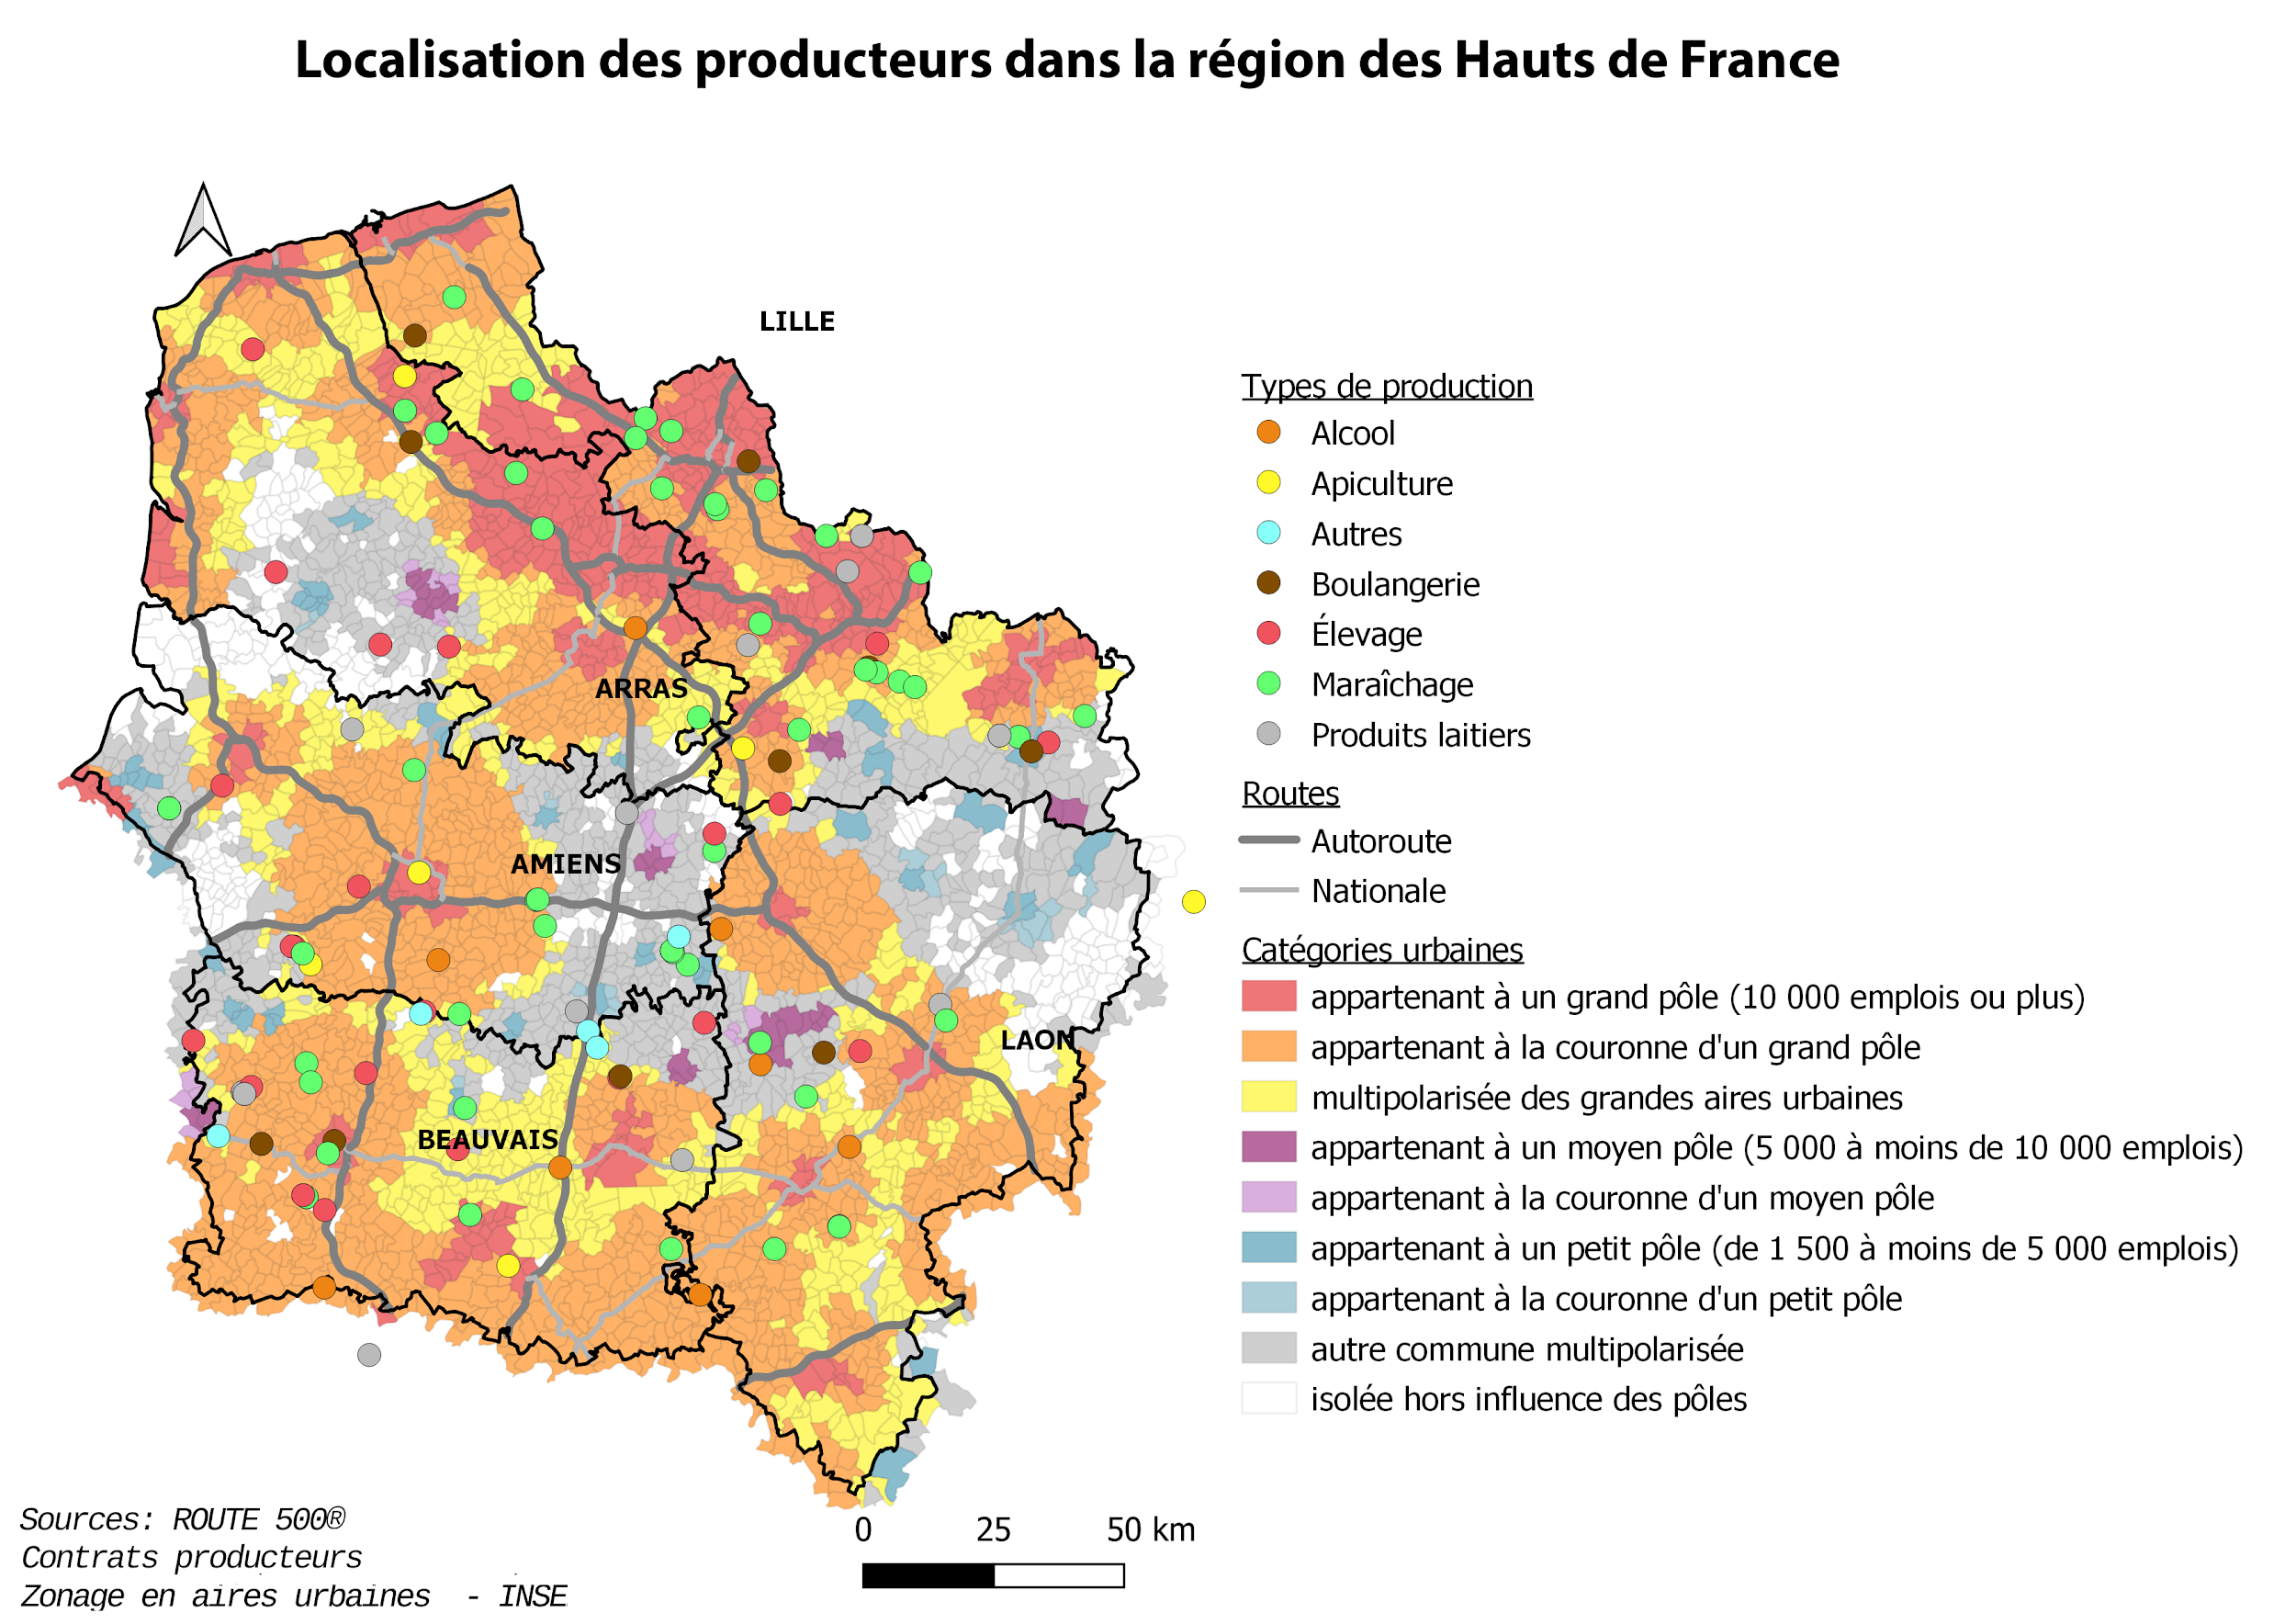 Localisation des producteurs dans la région des Hauts de France
LILLE
ARRAS
AMIENS
LAON
BEAUVAIS
Types de production
Alcool
Apiculture
Autres
Boulangerie
Élevage
Maraîchage
Produits laitiers
Routes
Autoroute
Nationale
Catégories urbaines
appartenant à un grand pôle (10 000 emplois ou plus)
appartenant à la couronne d'un grand pôle
multipolarisée des grandes aires urbaines
appartenant à un moyen pôle (5 000 à moins de 10 000 emplois)
appartenant à la couronne d'un moyen pôle
appartenant à un petit pôle (de 1 500 à moins de 5 000 emplois)
appartenant à la couronne d'un petit pôle
autre commune multipolarisée
isolée hors influence des pôles
Sources: ROUTE 500®
Contrats producteurs
Zonage en aires urbaines - INSE
0 25 50 km